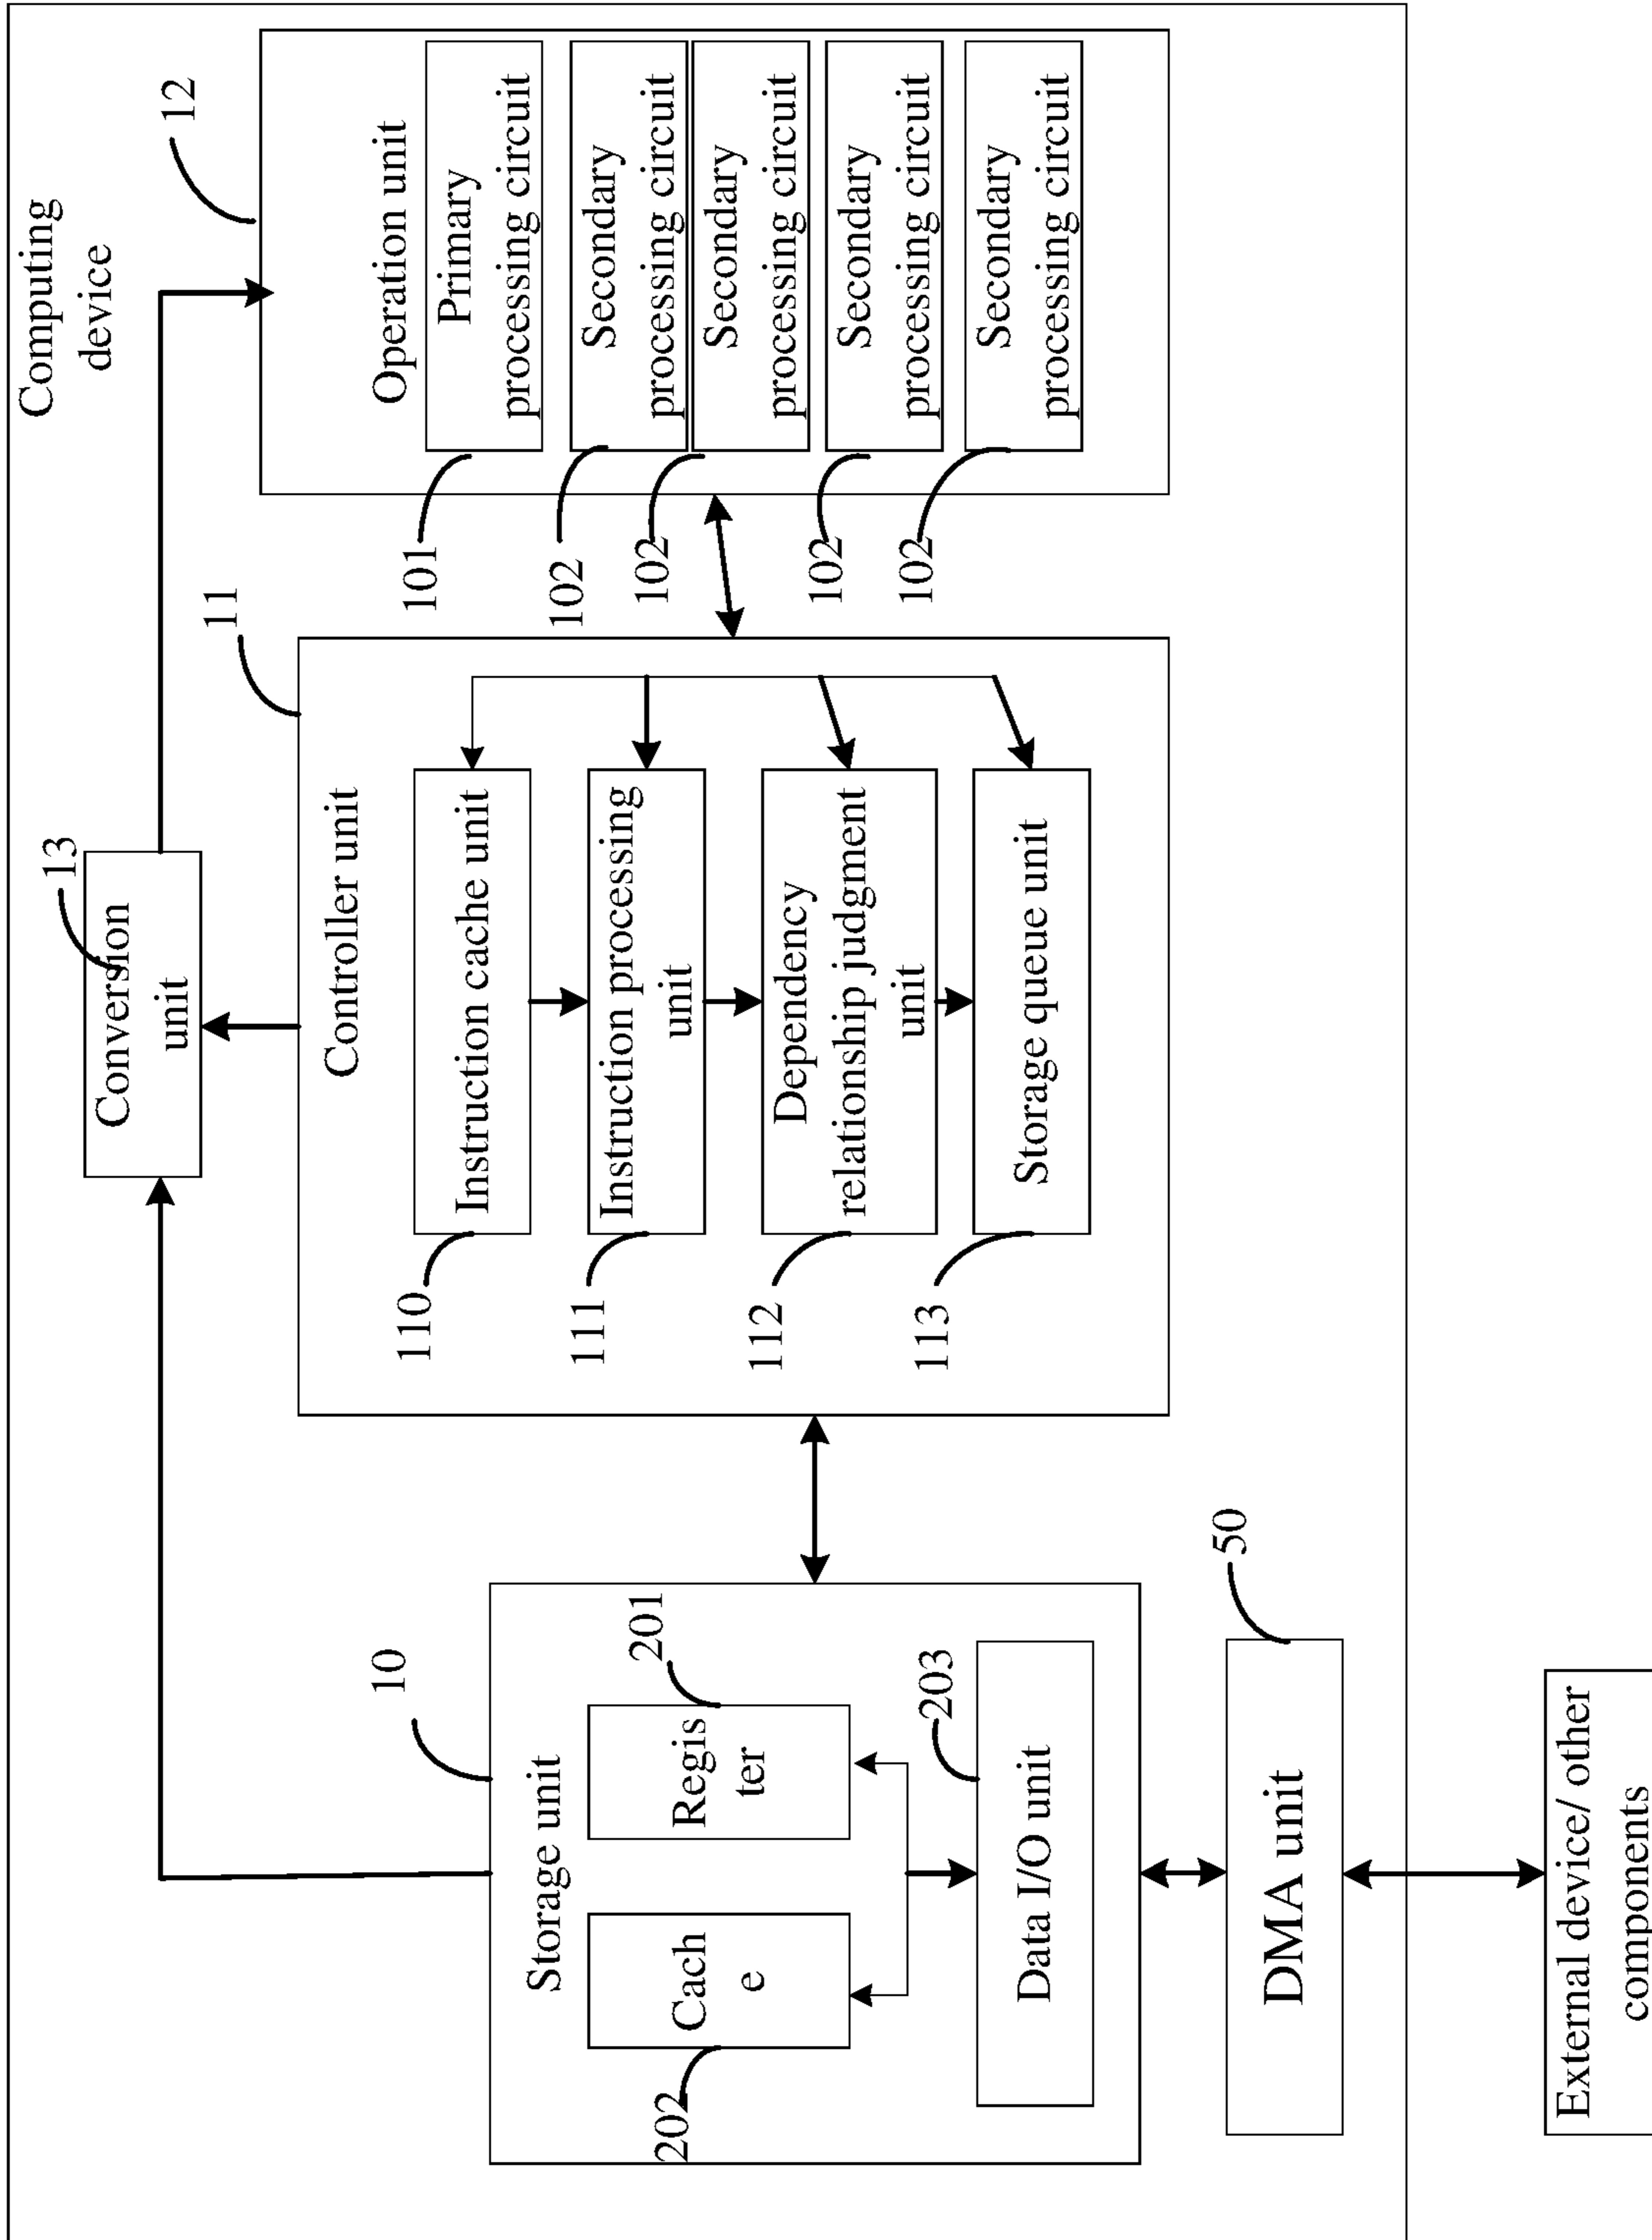 Computing
device
13
Conversion
unit
12
11
10
Storage unit
202
Cach
e
201
Regis
ter
203
Data I/O unit
Controller unit
110
Instruction cache unit
111
Instruction processing
unit
112
Dependency
relationship judgment
unit
113
Storage queue unit
Operation unit
101
Primary
processing circuit
102
Secondary
processing circuit
102
Secondary
processing circuit
102
Secondary
processing circuit
102
Secondary
processing circuit
50
DMA unit
External device/ other
components